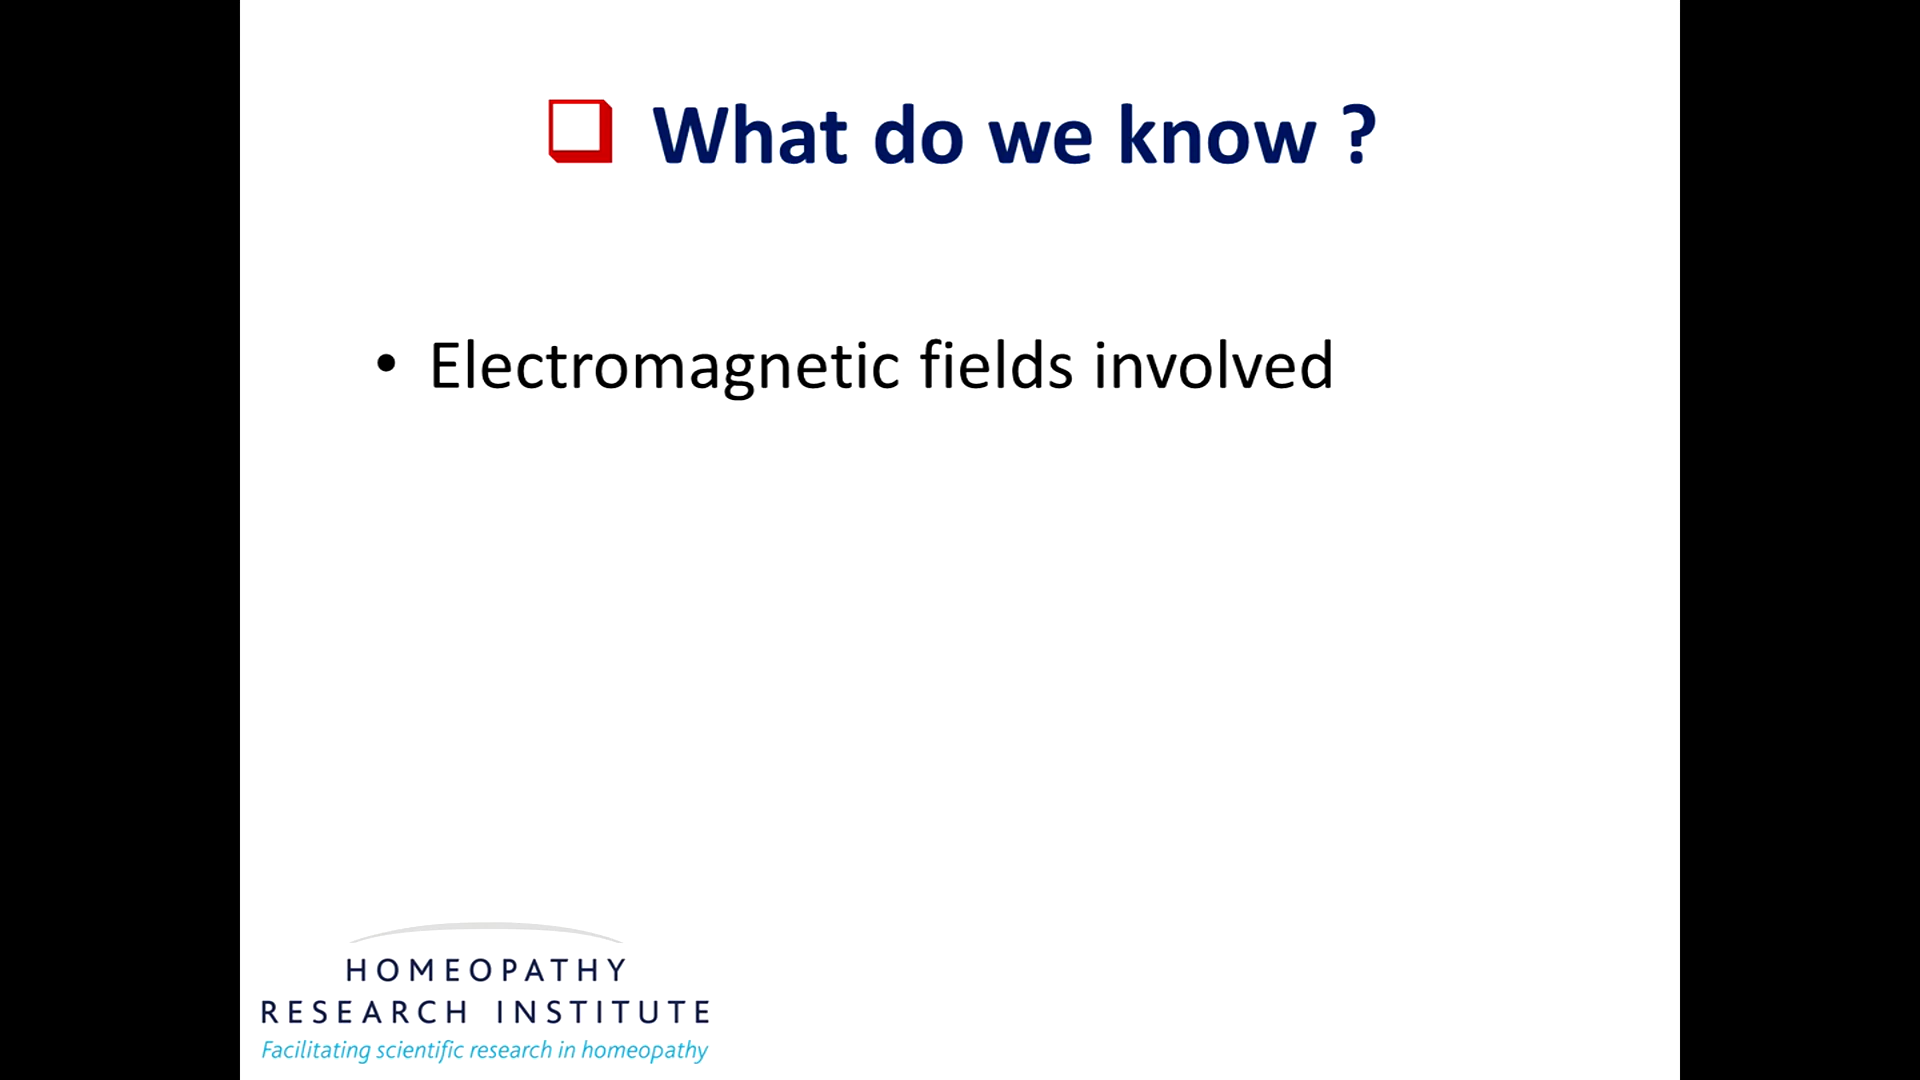 What do we know ?
• Electromagnetic fields involved
HOMEOPATHY
RESEARCH INSTITUTE
Facilitating scientific research in homeopathy